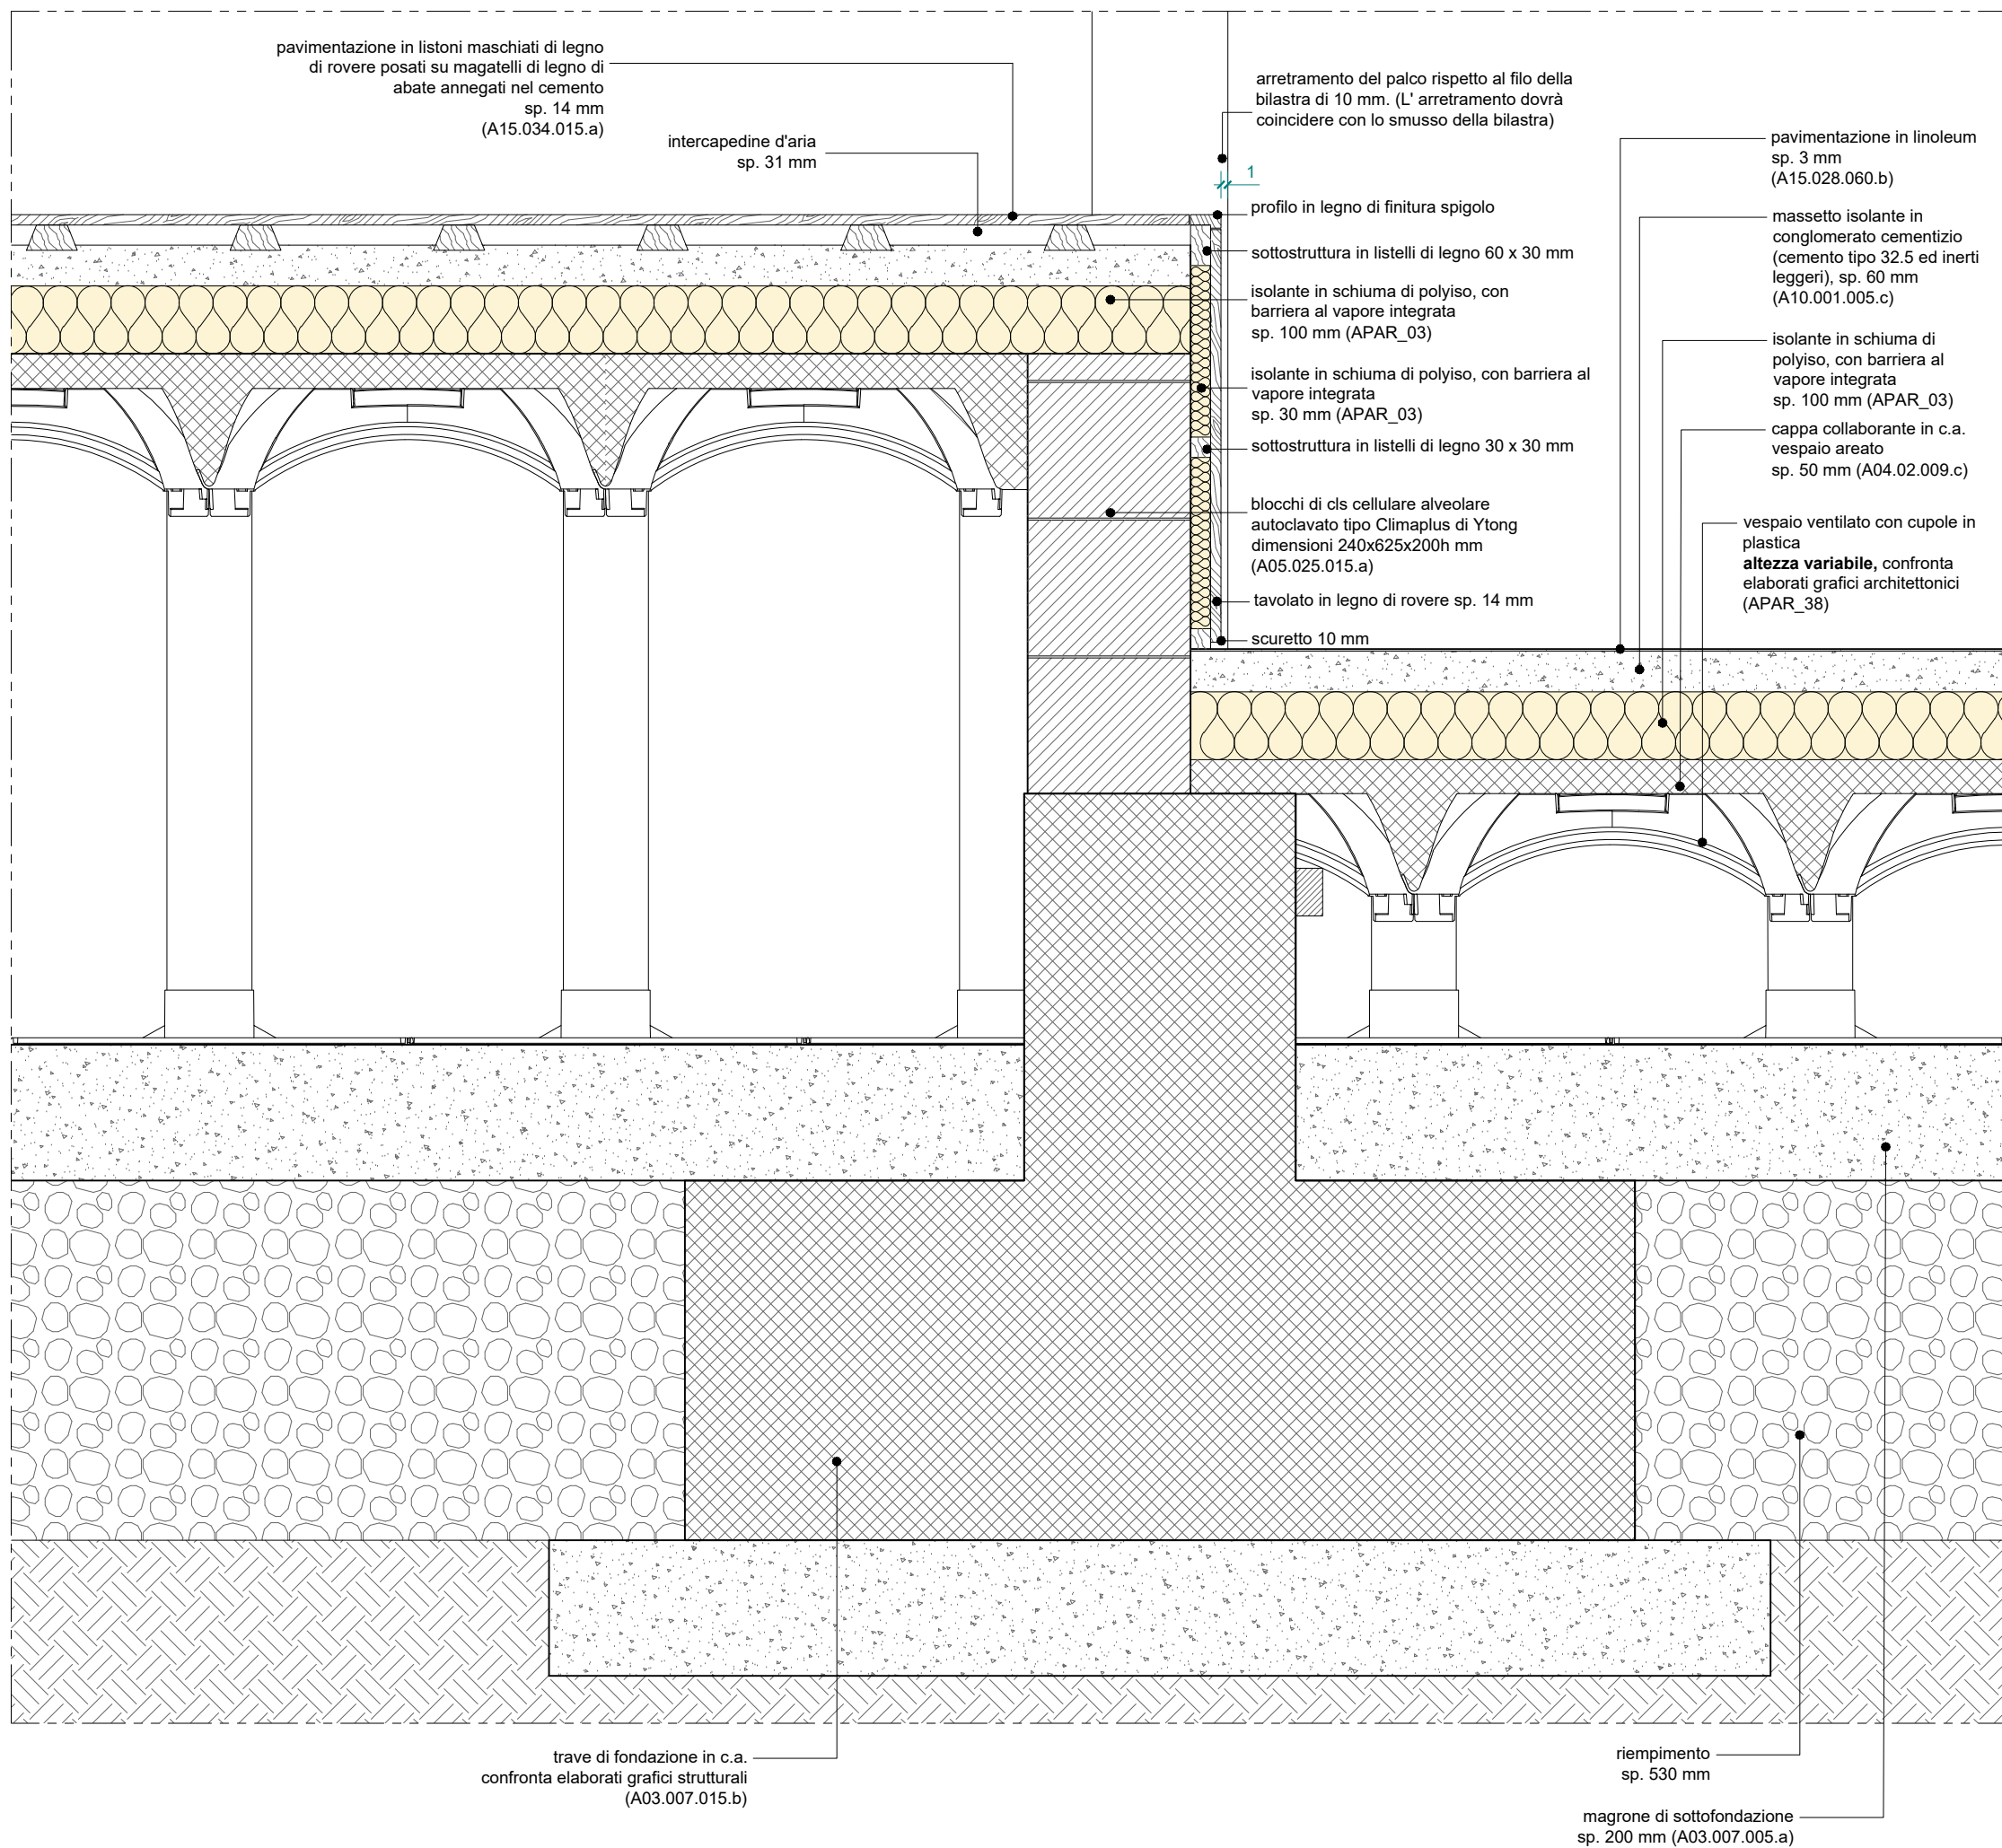 pavimentazione in listoni maschiati di legno
di rovere posati su magatelli di legno di
abate annegati nel cemento
sp. 14 mm
(A15.034.015.a)
intercapedine d'aria
sp. 31 mm
arretramento del palco rispetto al filo della
bilastra di 10 mm. (L' arretramento dovrà
coincidere con lo smusso della bilastra)
1
profilo in legno di finitura spigolo
sottostruttura in listelli di legno 60 x 30 mm
isolante in schiuma di polyiso, con
barriera al vapore integrata
sp. 100 mm (APAR_03)
isolante in schiuma di polyiso, con barriera al
vapore integrata
sp. 30 mm (APAR_03)
sottostruttura in listelli di legno 30 x 30 mm
blocchi di cls cellulare alveolare
autoclavato tipo Climaplus di Ytong
dimensioni 240x625x200h mm
(A05.025.015.a)
tavolato in legno di rovere sp. 14 mm
scuretto 10 mm
pavimentazione in linoleum
sp. 3 mm
(A15.028.060.b)
massetto isolante in
conglomerato cementizio
(cemento tipo 32.5 ed inerti
leggeri), sp. 60 mm
(A10.001.005.c)
isolante in schiuma di
polyiso, con barriera al
vapore integrata
sp. 100 mm (APAR_03)
cappa collaborante in c.a.
vespaio areato
sp. 50 mm (A04.02.009.c)
vespaio ventilato con cupole in
plastica
altezza variabile, confronta
elaborati grafici architettonici
(APAR_38)
trave di fondazione in c.a.
confronta elaborati grafici strutturali
(A03.007.015.b)
riempimento
sp. 530 mm
magrone di sottofondazione
sp. 200 mm (A03.007.005.a)